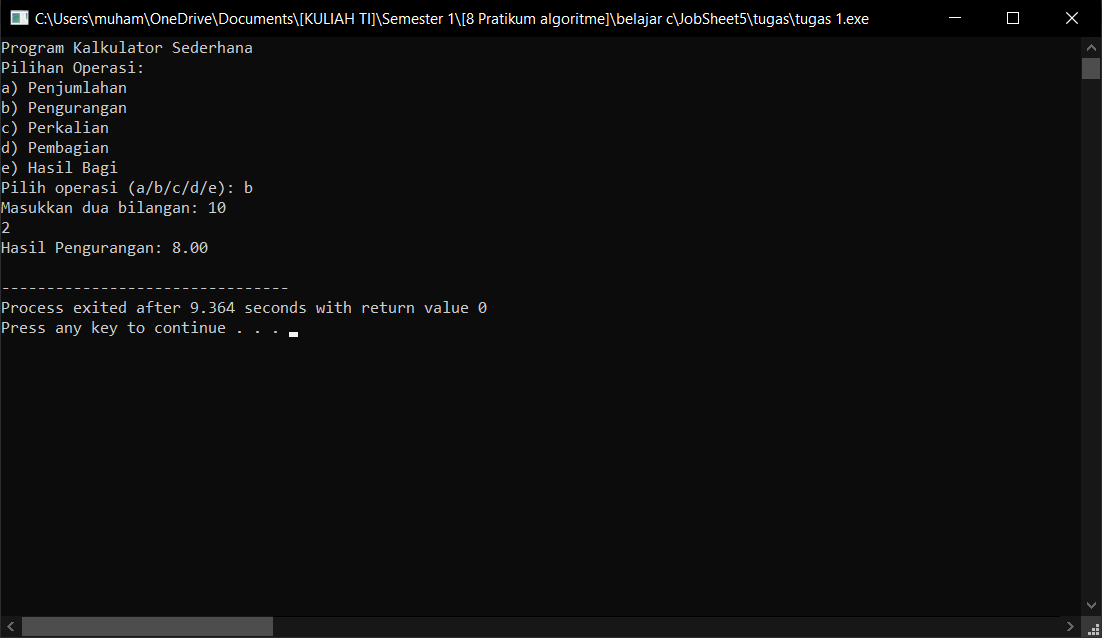 C:\Users\muham\OneDrive\Documents\[KULIAH TI]\Semester 1\[8 Pratikum algoritme]\belajar c\JobSheet5\tugas\tugas 1.exe
Program Kalkulator Sederhana
Pilihan Operasi:
a) Penjumlahan
b) Pengurangan
c) Perkalian
d) Pembagian
e) Hasil Bagi
Pilih operasi (a/b/c/d/e): b
Masukkan dua bilangan: 10
2
Hasil Pengurangan: 8.00
--------------------------------
Process exited after 9.364 seconds with return value 0
Press any key to continue . . .